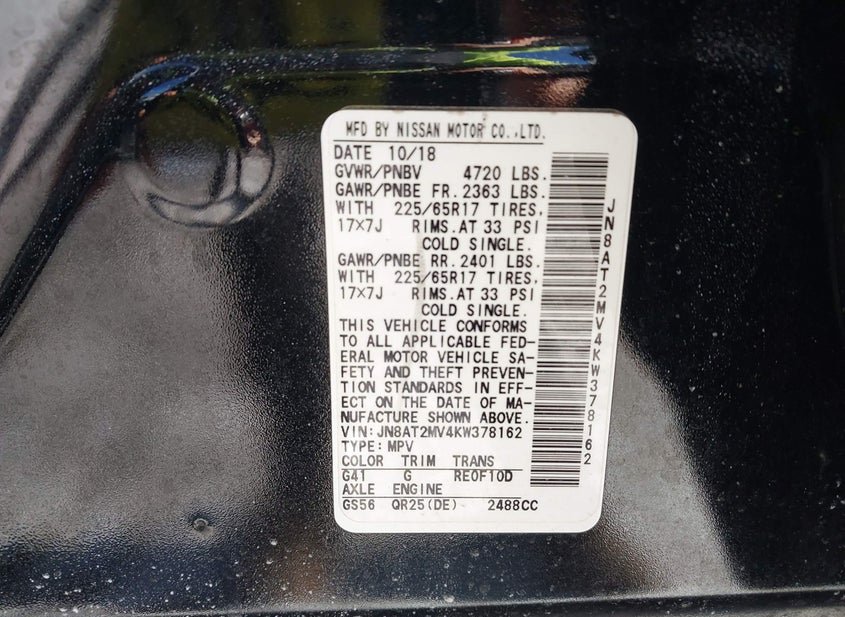 MFD BY NISSAN MOTOR CO.,LTD.
DATE 10/18
GVWR/PNBV 4720 LBS.
GAWR/PNBE FR.2363 LBS.
WITH 225/65R17 TIRES,
17×7J RIMS.AT 33 PSI
COLD SINGLE.
GAWR/PNBE RR.2401 LBS.
WITH 225/65R17 TIRES,
17×7J RIMS.AT 33 PSI
COLD SINGLE.
THIS VEHICLE CONFORMS
TO ALL APPLICABLE FED-
ERAL MOTOR VEHICLE SA-
FETY AND THEFT PREVEN-
TION STANDARDS IN EFF-
ECT ON THE DATE OF MA-
NUFACTURE SHOWN ABOVE.
VIN:JN8AT2MV4KW378162
TYPE:MPV
COLOR TRIM TRANS
G41 G RE0F10D
AXLE ENGINE
GS56 QR25(DE) 2488CC
JN8AT2MV4KW378162